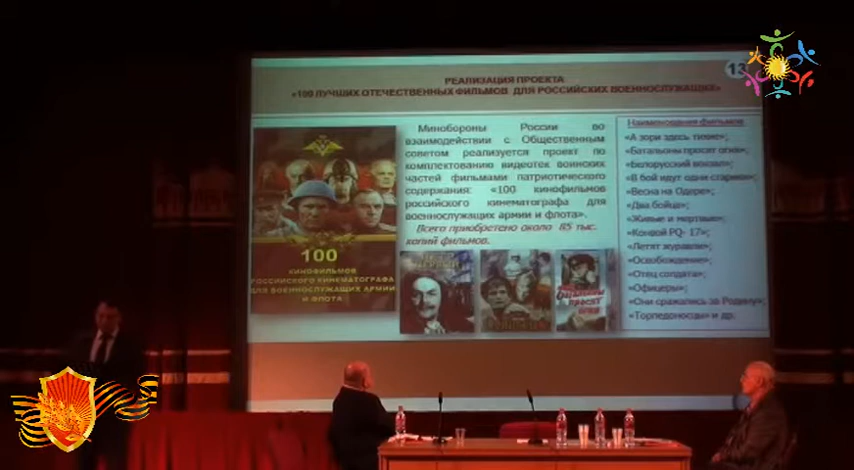 13
РЕАЛИЗАЦИЯ ПРОЕКТА
«100 ЛУЧШИХ ОТЕЧЕСТВЕННЫХ ФИЛЬМОВ ДЛЯ РОССИЙСКИХ ВОЕННОСЛУЖАЩИХ»
100
КИНОФИЛЬМОВ
РОССИЙСКОГО КИНЕМАТОГРАФА
ДЛЯ ВОЕННОСЛУЖАЩИХ АРМИИ
И ФЛОТА
Минобороны России во
взаимодействии с Общественным
советом реализуется проект по
комплектованию видеотек воинских
частей фильмами патриотического
содержания: «100 кинофильмов
российского кинематографа для
военнослужащих армии и флота».
Всего приобретено около 85 тыс.
копий фильмов.
Наименования фильмов
«А зори здесь тихие»;
«Батальоны просят огня»;
«Белорусский вокзал»;
«В бой идут одни старики»;
«Весна на Одере»;
«Два бойца»;
«Живые и мертвые»;
«Конвой PQ- 17»;
«Летят журавли»;
«Освобождение»;
«Отец солдата»;
«Офицеры»;
«Они сражались за Родину»;
«Торпедоносцы» и др.